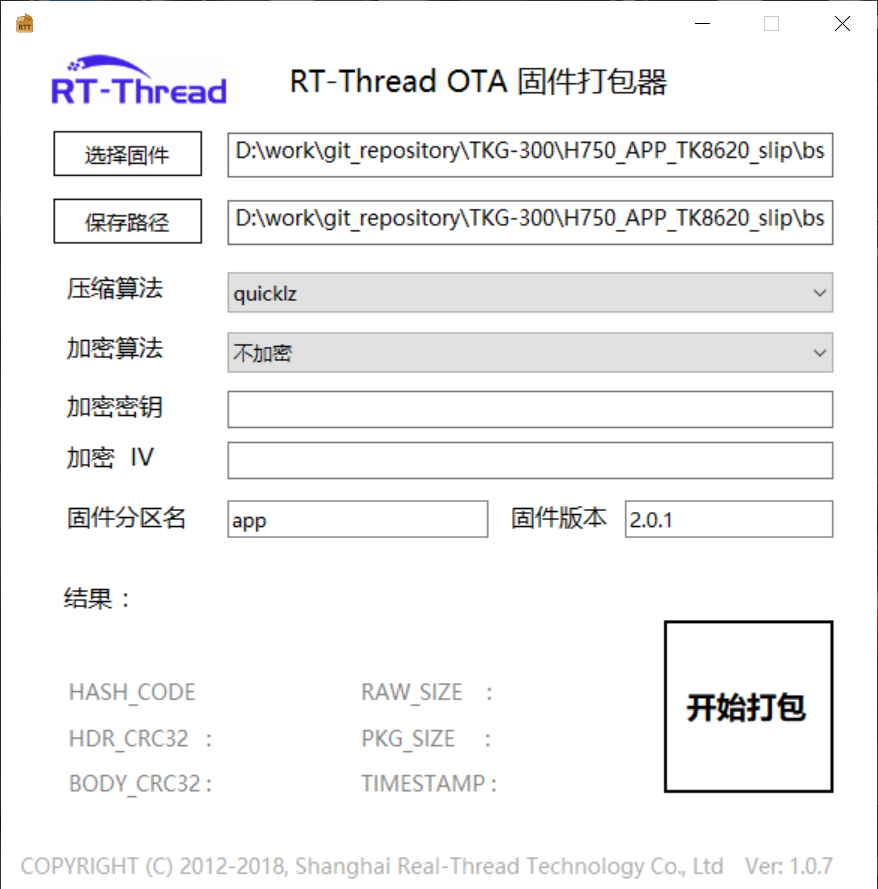 RTT
RT-Thread RT-Thread OTA 固件打包器
选择固件 D:\work\git_repository\TKG-300\H750_APP_TK8620_slip\bs
保存路径 D:\work\git_repository\TKG-300\H750_APP_TK8620_slip\bs
压缩算法 quicklz
加密算法 不加密
加密密钥
加密 IV
固件分区名 app 固件版本 2.0.1
结果 :
HASH_CODE RAW_SIZE :
HDR_CRC32 : PKG_SIZE :
BODY_CRC32 : TIMESTAMP :
开始打包
COPYRIGHT (C) 2012-2018, Shanghai Real-Thread Technology Co., Ltd Ver: 1.0.7